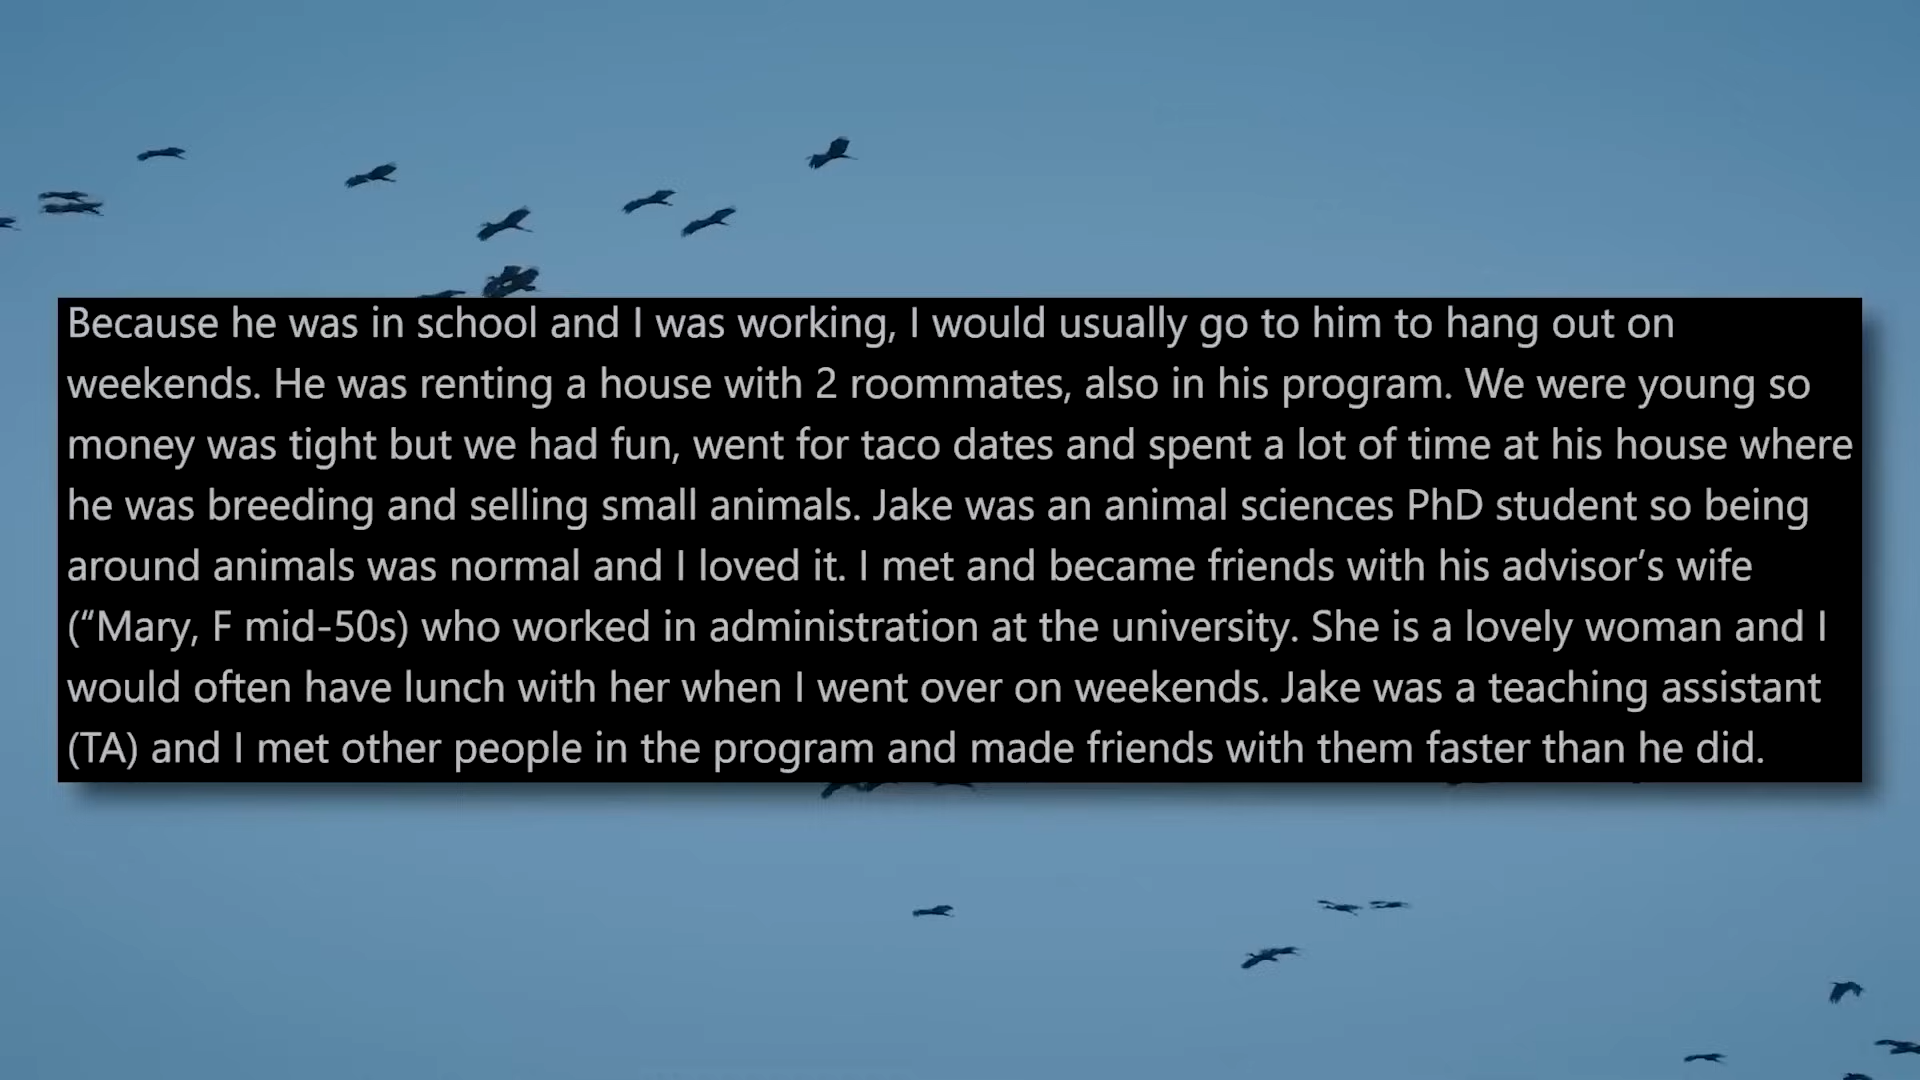 Because he was in school and I was working, I would usually go to him to hang out on
weekends. He was renting a house with 2 roommates, also in his program. We were young so
money was tight but we had fun, went for taco dates and spent a lot of time at his house where
he was breeding and selling small animals. Jake was an animal sciences PhD student so being
around animals was normal and I loved it. I met and became friends with his advisor’s wife
(“Mary, F mid-50s) who worked in administration at the university. She is a lovely woman and I
would often have lunch with her when I went over on weekends. Jake was a teaching assistant
(TA) and I met other people in the program and made friends with them faster than he did.